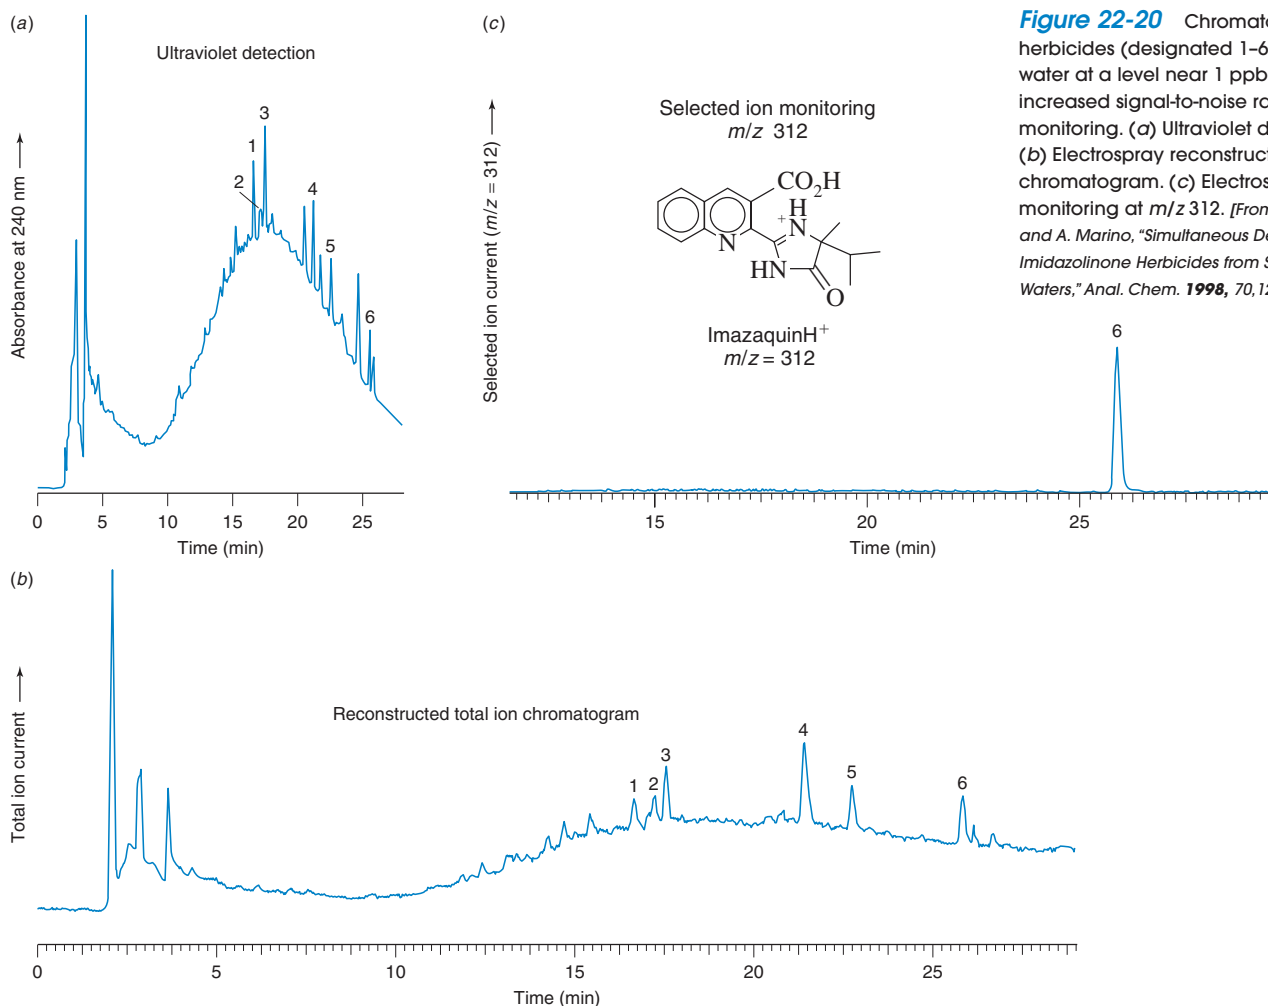 (a)
Ultraviolet detection
Absorbance at 240 nm
1
2
3
4
5
6
0 5 10 15 20 25
Time (min)
(c)
Selected ion monitoring
m/z 312
Selected ion current (m/z = 312)
CO2H
H
+
N
N
HN
O
ImazaquinH+
m/z = 312
6
15 20 25
Time (min)
Figure 22-20
herbicides (designated 1–6
water at a level near 1 ppb
increased signal-to-noise
monitoring. (a) Ultraviolet
(b) Electrospray
chromatogram. (c)
monitoring at m/z 312. [From
and A. Marino, "Simultaneous
Imidazolinone Herbicides from
Waters," Anal. Chem. 1998, 70,
(b)
Reconstructed total ion chromatogram
Total ion current
1
2
3
4
5
6
0 5 10 15 20 25
Time (min)